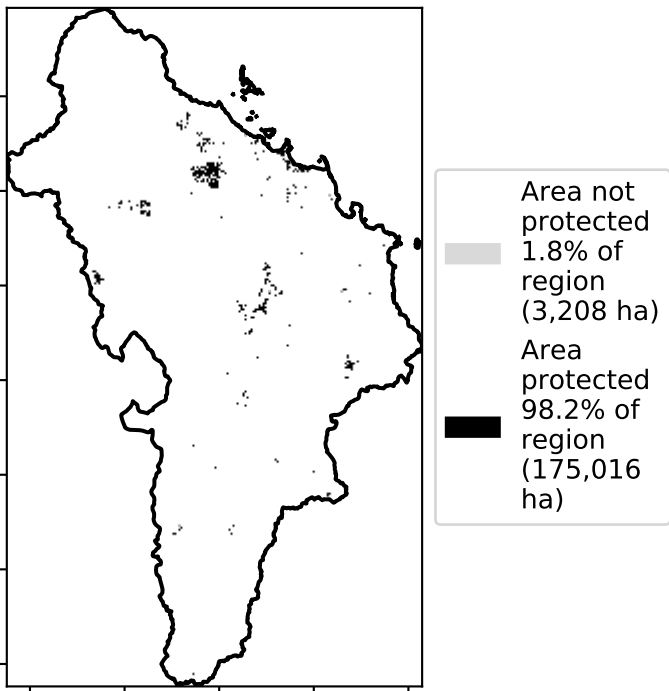 Area not
protected
1.8% of
region
(3,208 ha)
Area
protected
98.2% of
region
(175,016
ha)